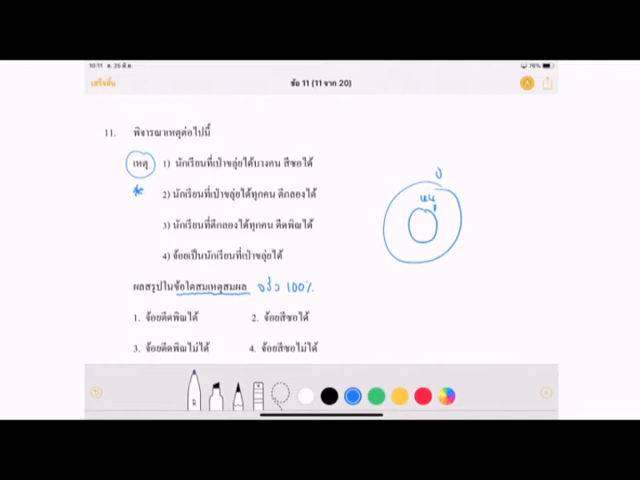 10:11 อ. 25 มิ.ย.
76%
เสร็จสิ้น
ข้อ 11 (11 จาก 20)
11. พิจารณาเหตุต่อไปนี้
เหตุ 1) นักเรียนที่เป่าขลุ่ยได้บางคน สีซอได้
2) นักเรียนที่เป่าขลุ่ยได้ทุกคน ตีกลองได้
3) นักเรียนที่ตีกลองได้ทุกคน ดีดพิณได้
4) จ้อยเป็นนักเรียนที่เป่าขลุ่ยได้
ผลสรุปในข้อใดสมเหตุสมผล จริง 100%
1. จ้อยดีดพิณได้ 2. จ้อยสีซอได้
3. จ้อยดีดพิณไม่ได้ 4. จ้อยสีซอไม่ได้